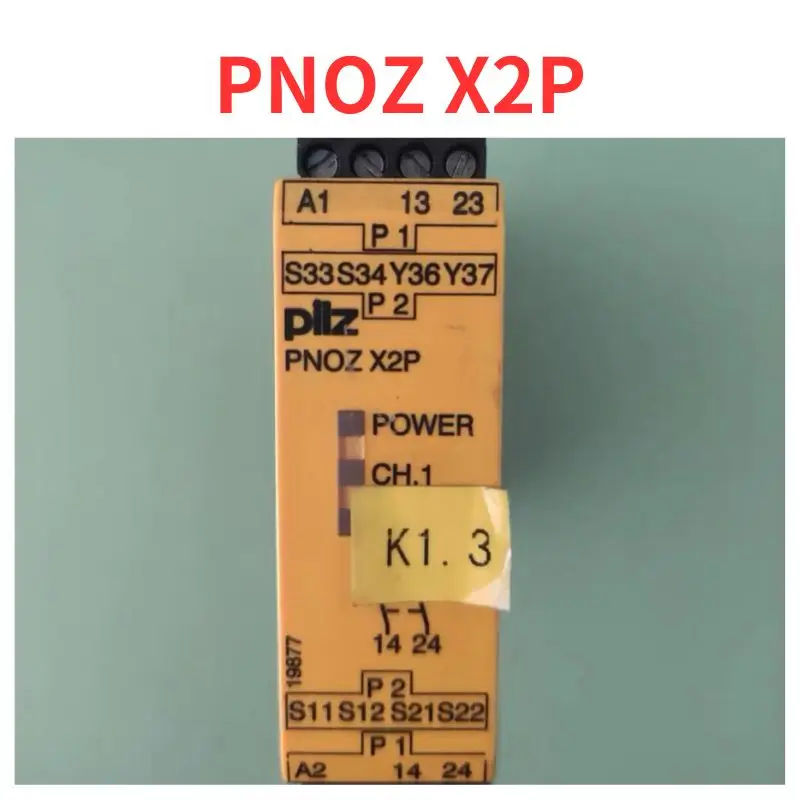 PNOZ X2P
A1 13 23
P 1
S33 S34 Y36 Y37
P 2
pilz
PNOZ X2P
POWER
CH.1
K1.3
14 24
19877
P 2
S11 S12 S21 S22
P 1
A2 14 24